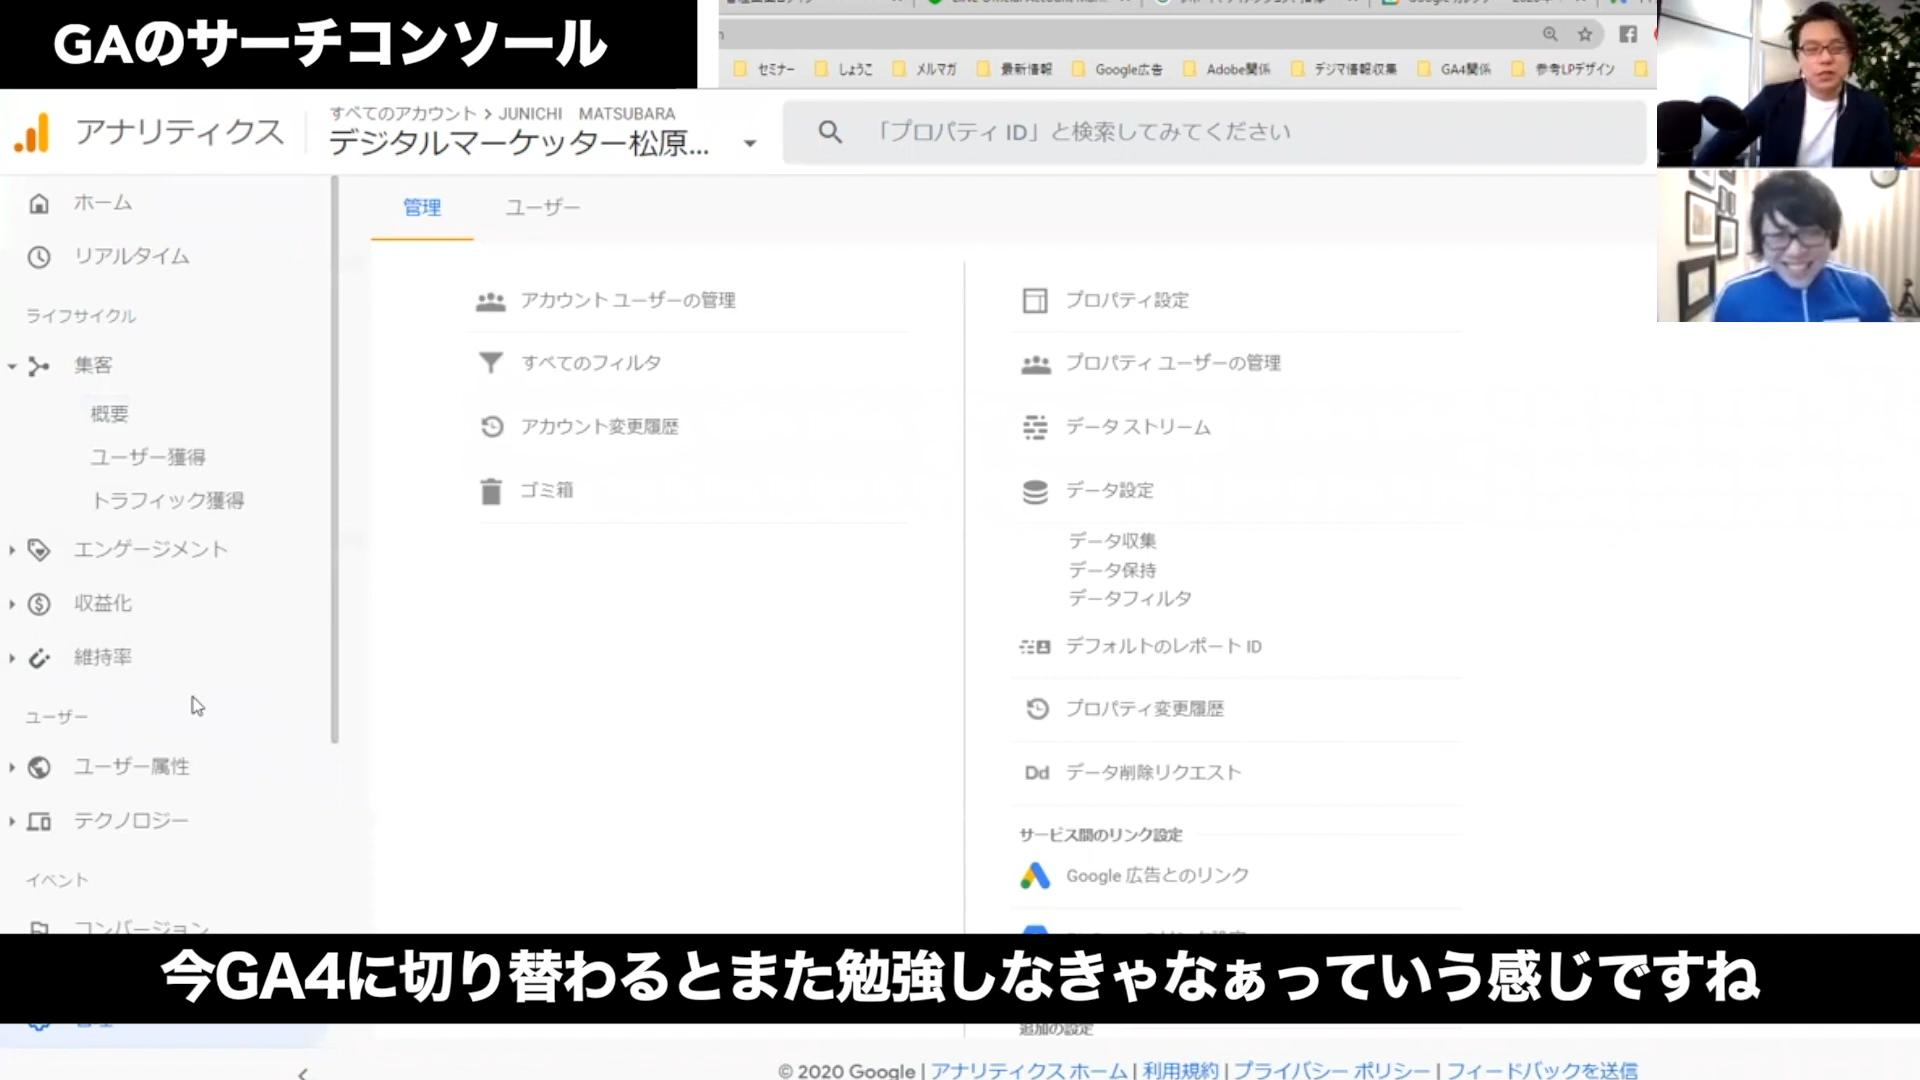 GAのサーチコンソール
セミナー
しょうこ
メルマガ
最新情報
Google広告
Adobe関係
デジマ情報収集
GA4関係
参考LPデザイン
アナリティクス
すべてのアカウント > JUNICHI MATSUBARA
デジタルマーケッター松原...
「プロパティ ID」と検索してみてください
ホーム
リアルタイム
ライフサイクル
集客
概要
ユーザー獲得
トラフィック獲得
エンゲージメント
収益化
維持率
ユーザー
ユーザー属性
テクノロジー
イベント
コンバージョン
管理
ユーザー
アカウント ユーザーの管理
すべてのフィルタ
アカウント変更履歴
ゴミ箱
プロパティ設定
プロパティ ユーザーの管理
データ ストリーム
データ設定
データ収集
データ保持
データフィルタ
デフォルトのレポート ID
プロパティ変更履歴
Dd データ削除リクエスト
サービス間のリンク設定
Google 広告とのリンク
今GA4に切り替わるとまた勉強しなきゃなぁっていう感じですね
追加の設定
© 2020 Google | アナリティクス ホーム | 利用規約 | プライバシー ポリシー | フィードバックを送信